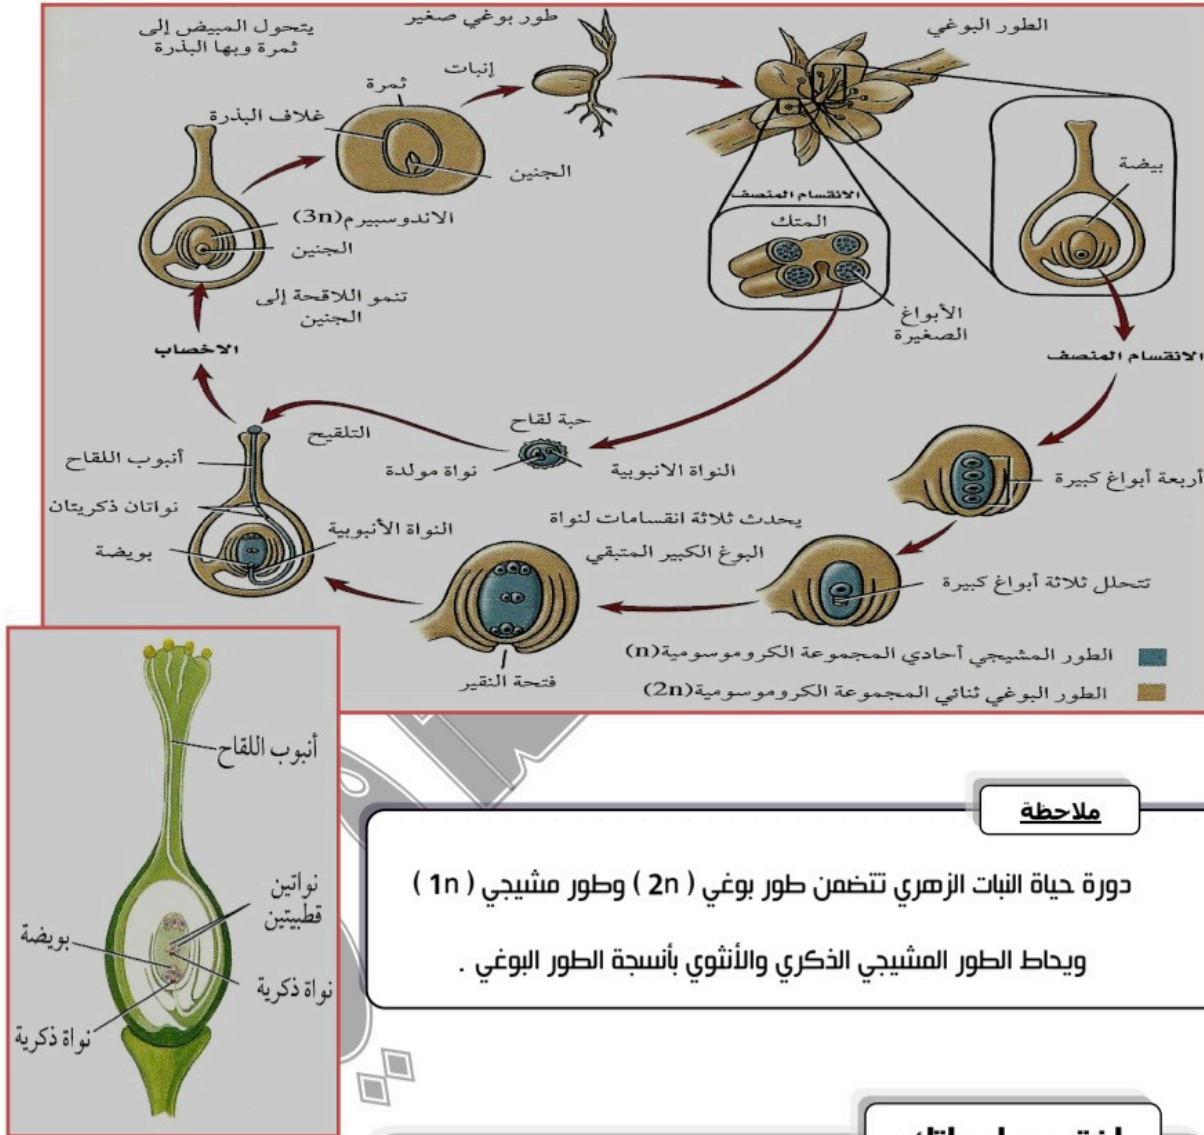 الطور البوغي
طور بوغي صغير
يتحول المبيض إلى
ثمرة وبها البذرة
إنبات
ثمرة
غلاف البذرة
الجنين
بيضة
الانقسام المنصف
المتك
الأبواغ
الصغيرة
الاندوسبيرم(3n)
الجنين
تنمو اللاقحة إلى
الجنين
الاخصاب
الانقسام المنصف
حبة لقاح
التلقيح
النواة الانبوبية
نواة مولدة
أنبوب اللقاح
نواتان ذكريتان
النواة الأنبوبية
بويضة
أربعة أبواغ كبيرة
يحدث ثلاثة انقسامات لنواة
البوغ الكبير المتبقي
تتحلل ثلاثة أبواغ كبيرة
فتحة النقير
الطور المشيجي أحادي المجموعة الكروموسومية(n)
الطور البوغي ثنائي المجموعة الكروموسومية(2n)
أنبوب اللقاح
نواتين
قطبيتين
بويضة
نواة ذكرية
نواة ذكرية
ملاحظة
دورة حياة النبات الزهري تتضمن طور بوغي ( 2n ) وطور مشيجي ( 1n )
ويحاط الطور المشيجي الذكري والأنثوي بأنسجة الطور البوغي .